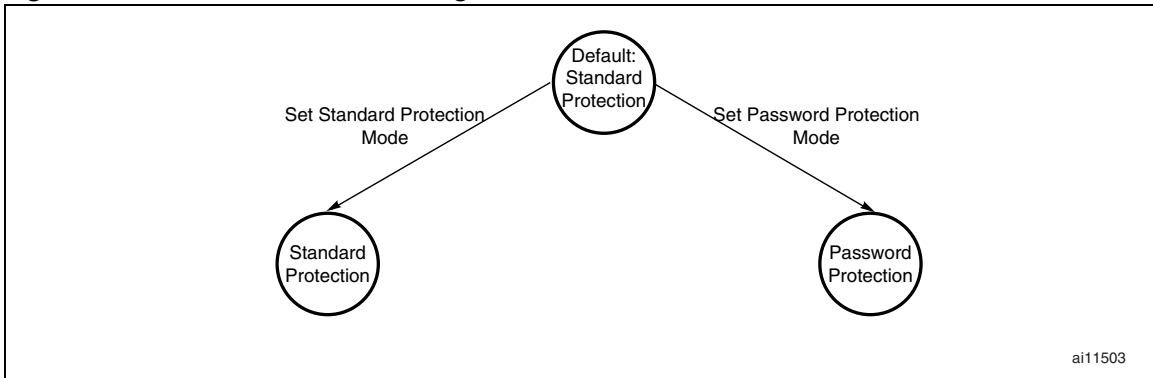 Default:
Standard
Protection
Set Standard Protection
Mode
Set Password Protection
Mode
Standard
Protection
Password
Protection
ai11503